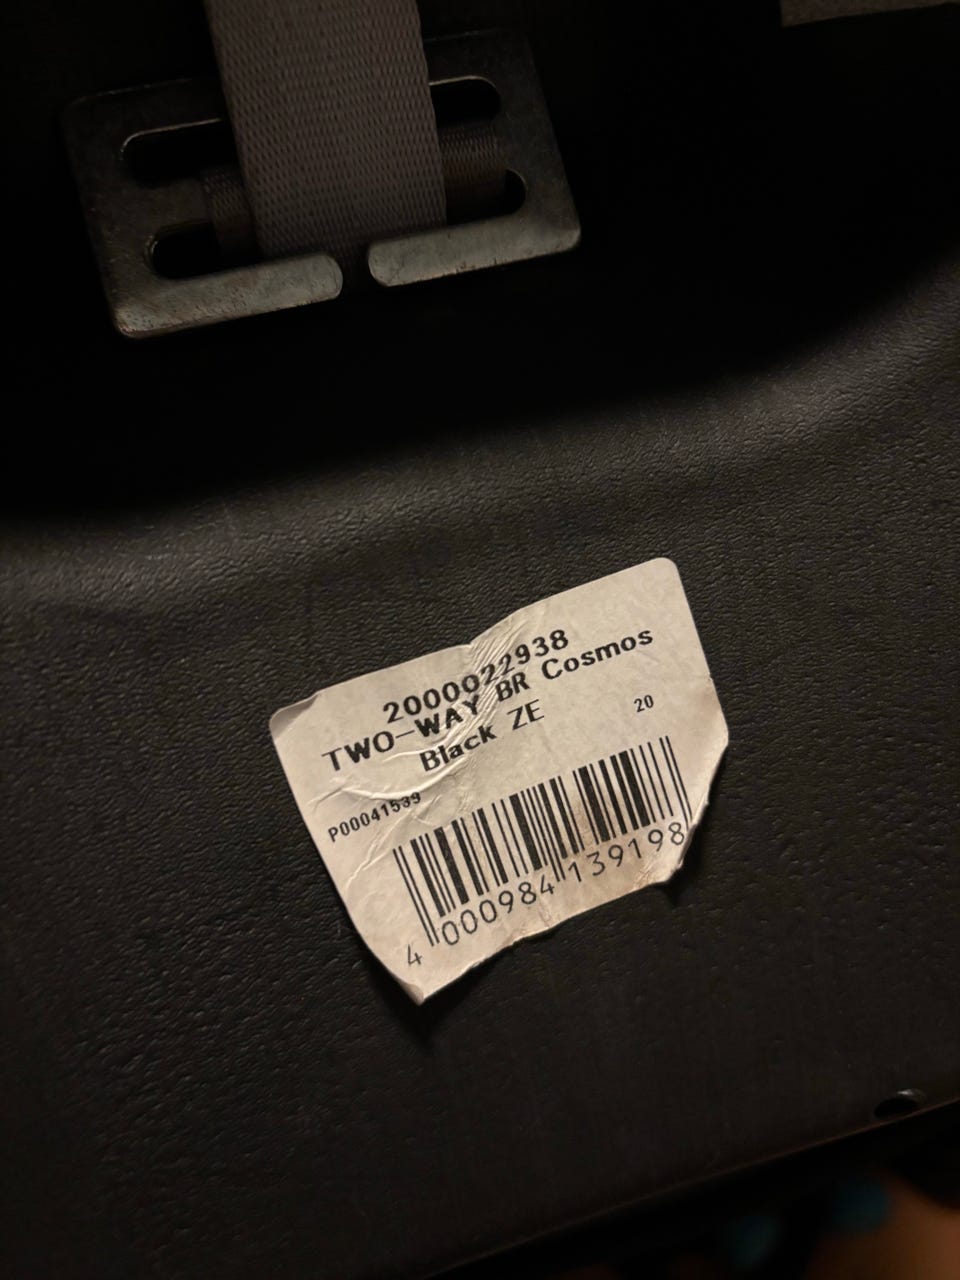 2000022938
TWO-WAY BR Cosmos
Black ZE
20
P00041539
4 000984 139198